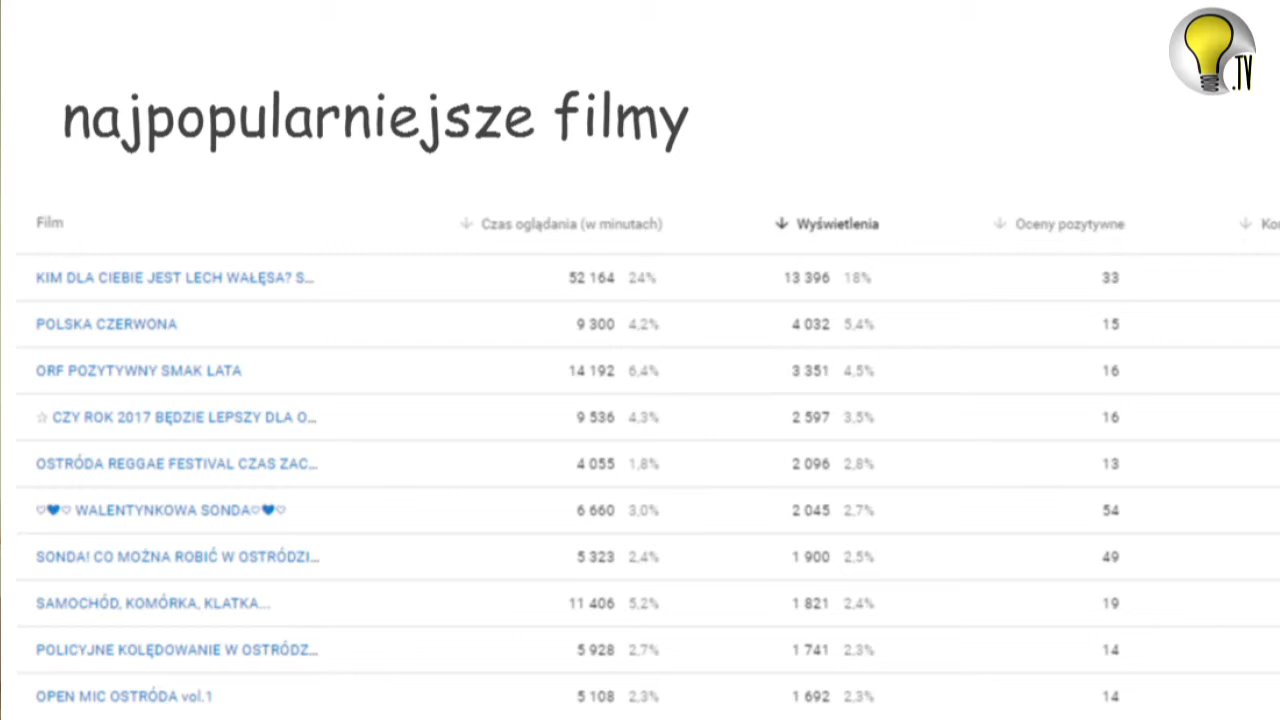 .TV
najpopularniejsze filmy
Film Czas oglądania (w minutach) Wyświetlenia Oceny pozytywne
KIM DLA CIEBIE JEST LECH WAŁĘSA? S... 52 164 24% 13 396 18% 33
POLSKA CZERWONA 9 300 4,2% 4 032 5,4% 15
ORF POZYTYWNY SMAK LATA 14 192 6,4% 3 351 4,5% 16
☆ CZY ROK 2017 BĘDZIE LEPSZY DLA O... 9 536 4,3% 2 597 3,5% 16
OSTRÓDA REGGAE FESTIVAL CZAS ZAC... 4 055 1,8% 2 096 2,8% 13
♡♥♡ WALENTYNKOWA SONDA♡♥♡ 6 660 3,0% 2 045 2,7% 54
SONDA! CO MOŻNA ROBIĆ W OSTRÓDZI... 5 323 2,4% 1 900 2,5% 49
SAMOCHÓD, KOMÓRKA, KLATKA... 11 406 5,2% 1 821 2,4% 19
POLICYJNE KOLĘDOWANIE W OSTRÓDZ... 5 928 2,7% 1 741 2,3% 14
OPEN MIC OSTRÓDA vol.1 5 108 2,3% 1 692 2,3% 14